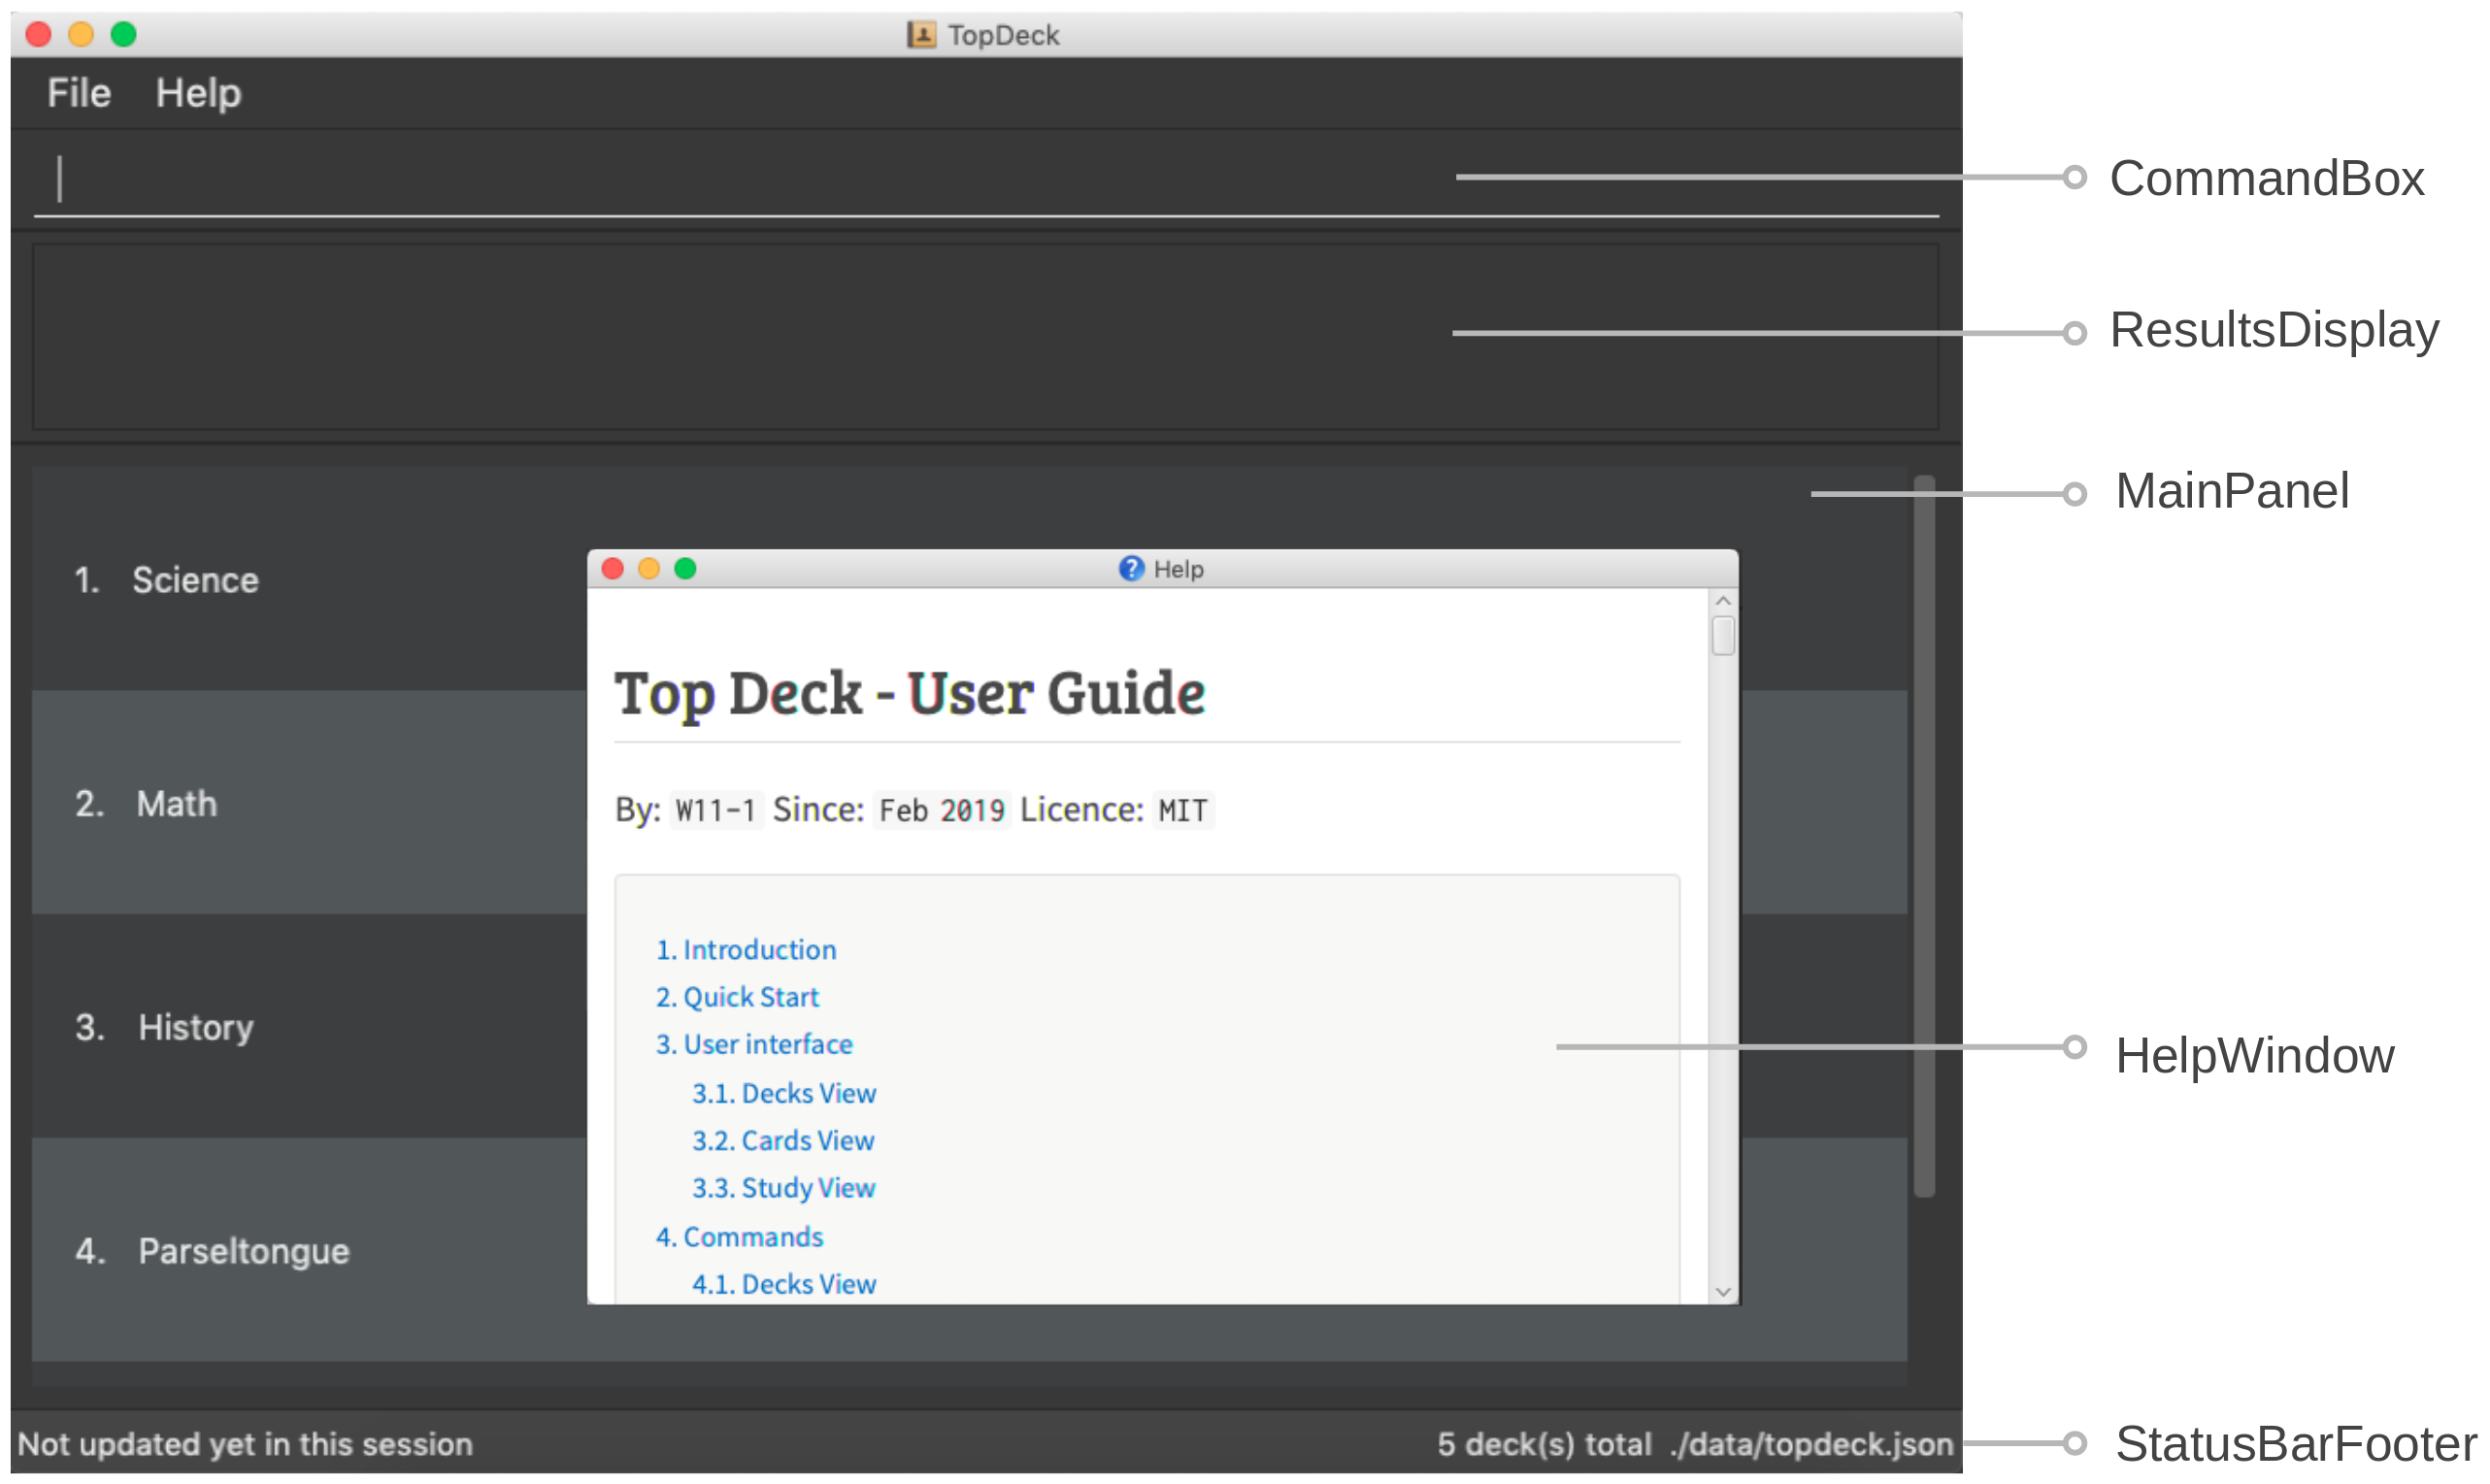 TopDeck
File Help
CommandBox
ResultsDisplay
MainPanel
1. Science
2. Math
3. History
4. Parseltongue
Help
Top Deck - User Guide
By: W11-1 Since: Feb 2019 Licence: MIT
1. Introduction
2. Quick Start
3. User interface
3.1. Decks View
3.2. Cards View
3.3. Study View
4. Commands
4.1. Decks View
HelpWindow
Not updated yet in this session
5 deck(s) total ./data/topdeck.json
StatusBarFooter